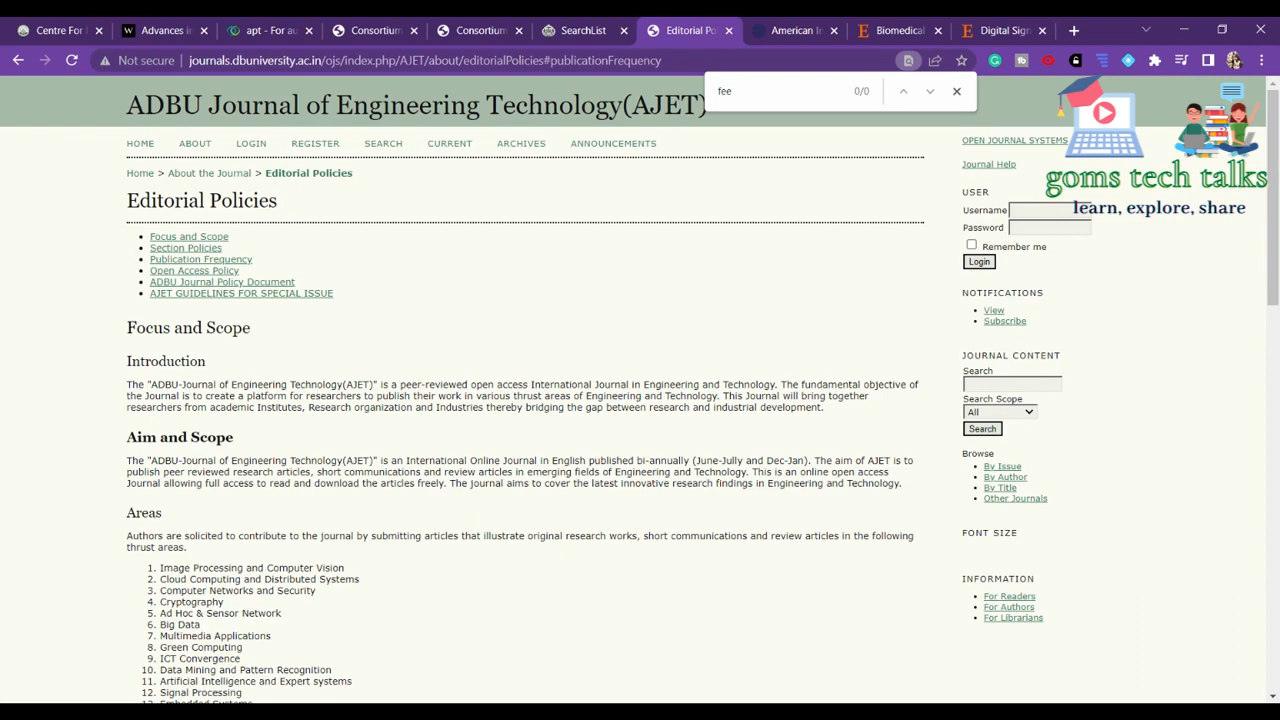 Centre For
Advances in
apt - For au
Consortium
Consortium
SearchList
Editorial Po
American In
Biomedical
Digital Sign
Not secure journals.dbuniversity.ac.in/ojs/index.php/AJET/about/editorialPolicies#publicationFrequency
fee 0/0
ADBU Journal of Engineering Technology(AJET)
HOME ABOUT LOGIN REGISTER SEARCH CURRENT ARCHIVES ANNOUNCEMENTS
Home > About the Journal > Editorial Policies
Editorial Policies
Focus and Scope
Section Policies
Publication Frequency
Open Access Policy
ADBU Journal Policy Document
AJET GUIDELINES FOR SPECIAL ISSUE
Focus and Scope
Introduction
The "ADBU-Journal of Engineering Technology(AJET)" is a peer-reviewed open access International Journal in Engineering and Technology. The fundamental objective of
the Journal is to create a platform for researchers to publish their work in various thrust areas of Engineering and Technology. This Journal will bring together
researchers from academic Institutes, Research organization and Industries thereby bridging the gap between research and industrial development.
Aim and Scope
The "ADBU-Journal of Engineering Technology(AJET)" is an International Online Journal in English published bi-annually (June-Jully and Dec-Jan). The aim of AJET is to
publish peer reviewed research articles, short communications and review articles in emerging fields of Engineering and Technology. This is an online open access
Journal allowing full access to read and download the articles freely. The journal aims to cover the latest innovative research findings in Engineering and Technology.
Areas
Authors are solicited to contribute to the journal by submitting articles that illustrate original research works, short communications and review articles in the following
thrust areas.
1. Image Processing and Computer Vision
2. Cloud Computing and Distributed Systems
3. Computer Networks and Security
4. Cryptography
5. Ad Hoc & Sensor Network
6. Big Data
7. Multimedia Applications
8. Green Computing
9. ICT Convergence
10. Data Mining and Pattern Recognition
11. Artificial Intelligence and Expert systems
12. Signal Processing
OPEN JOURNAL SYSTEMS
Journal Help
goms tech talks
learn, explore, share
USER
Username
Password
Remember me
Login
NOTIFICATIONS
View
Subscribe
JOURNAL CONTENT
Search
Search Scope
All
Search
Browse
By Issue
By Author
By Title
Other Journals
FONT SIZE
INFORMATION
For Readers
For Authors
For Librarians